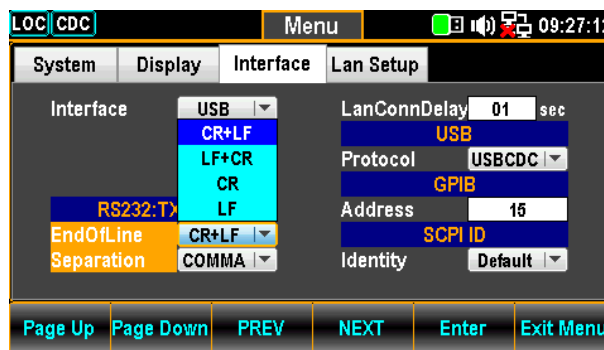 LOC CDC Menu 09:27:1
System Display Interface Lan Setup
Interface USB
CR+LF
LF+CR
CR
LF
RS232:TX
EndOfLine CR+LF
Separation COMMA
LanConnDelay 01 sec
USB
Protocol USBCDC
GPIB
Address 15
SCPI ID
Identity Default
Page Up Page Down PREV NEXT Enter Exit Menu